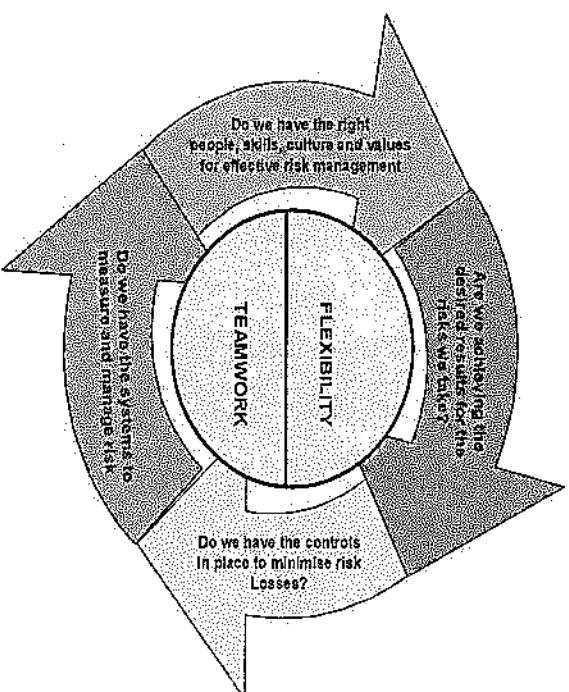 Do we have the right
people, skills, culture and values
for effective risk management
Are we achieving the
desired results for the
risks we take?
FLEXIBILITY
TEAMWORK
Do we have the systems to
measure and manage risk
Do we have the controls
in place to minimise risk
Losses?